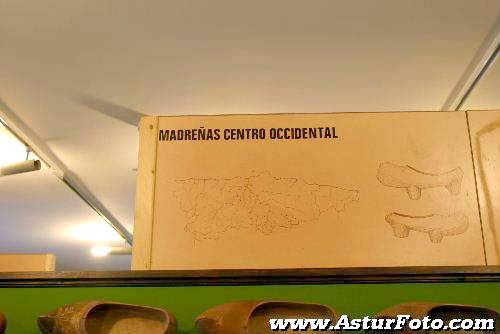 MADREÑAS CENTRO OCCIDENTAL
www.AsturFoto.com